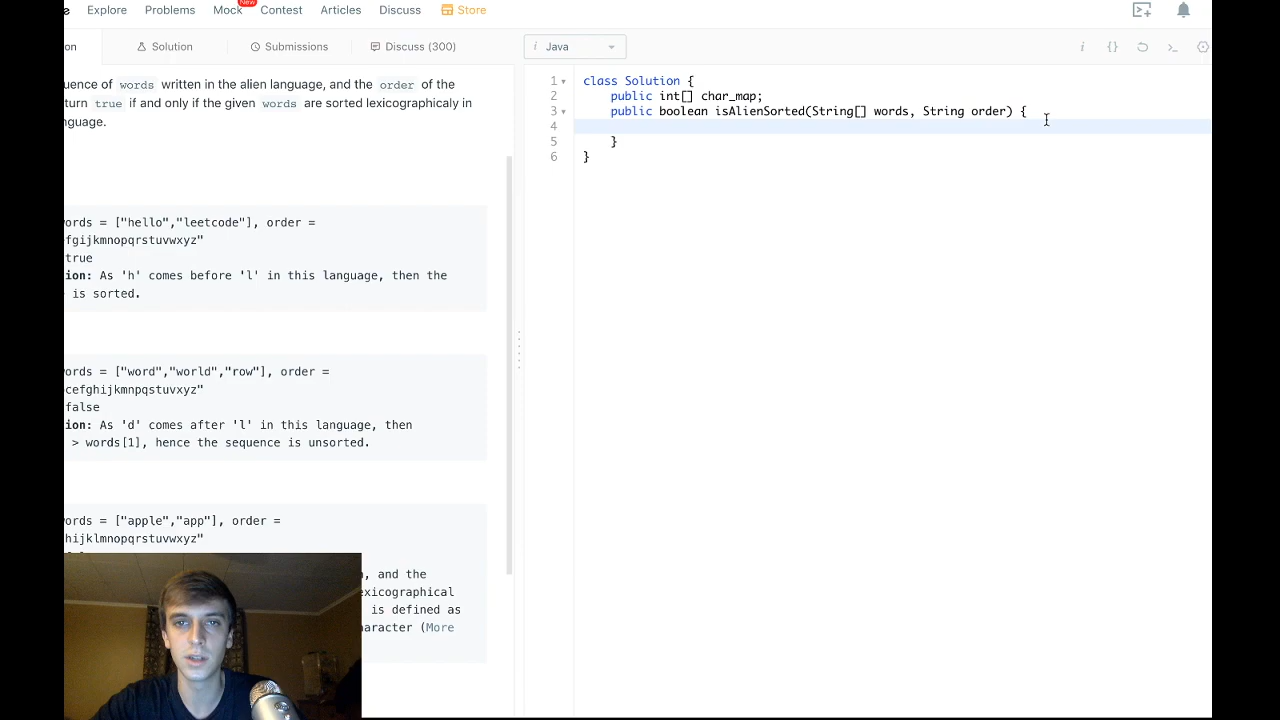 Explore Problems Mock New Contest Articles Discuss Store
on Solution Submissions Discuss (300)
i Java
i {}
uence of words written in the alien language, and the order of the
turn true if and only if the given words are sorted lexicographicaly in
nguage.
ords = ["hello","leetcode"], order =
fgijkmnopqrstuvwxyz"
true
ion: As 'h' comes before 'l' in this language, then the
is sorted.
ords = ["word","world","row"], order =
cefghijkmnpqstuvwxyz"
false
ion: As 'd' comes after 'l' in this language, then
> words[1], hence the sequence is unsorted.
ords = ["apple","app"], order =
hijklmnopqrstuvwxyz"
, and the
exicographical
is defined as
aracter (More
1 class Solution {
2 public int[] char_map;
3 public boolean isAlienSorted(String[] words, String order) {
4
5 }
6 }